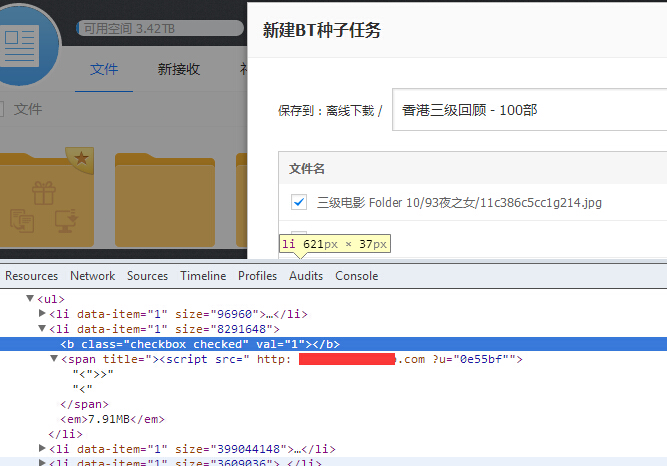 可用空间 3.42TB
新建BT种子任务
文件
新接收
文件
保存到：离线下载 /
香港三级回顾 - 100部
文件名
三级电影 Folder 10/93夜之女/11c386c5cc1g214.jpg
li 621px × 37px
Resources Network Sources Timeline Profiles Audits Console
▼<ul>
▶<li data-item="1" size="96960">…</li>
▼<li data-item="1" size="8291648">
<b class="checkbox checked" val="1"></b>
▼<span title="><script src=" http: .com ?u="0e55bf"">
"<">>"
"<"
</span>
<em>7.91MB</em>
</li>
▶<li data-item="1" size="399044148">…</li>
▶<li data-item="1" size="3609036">…</li>